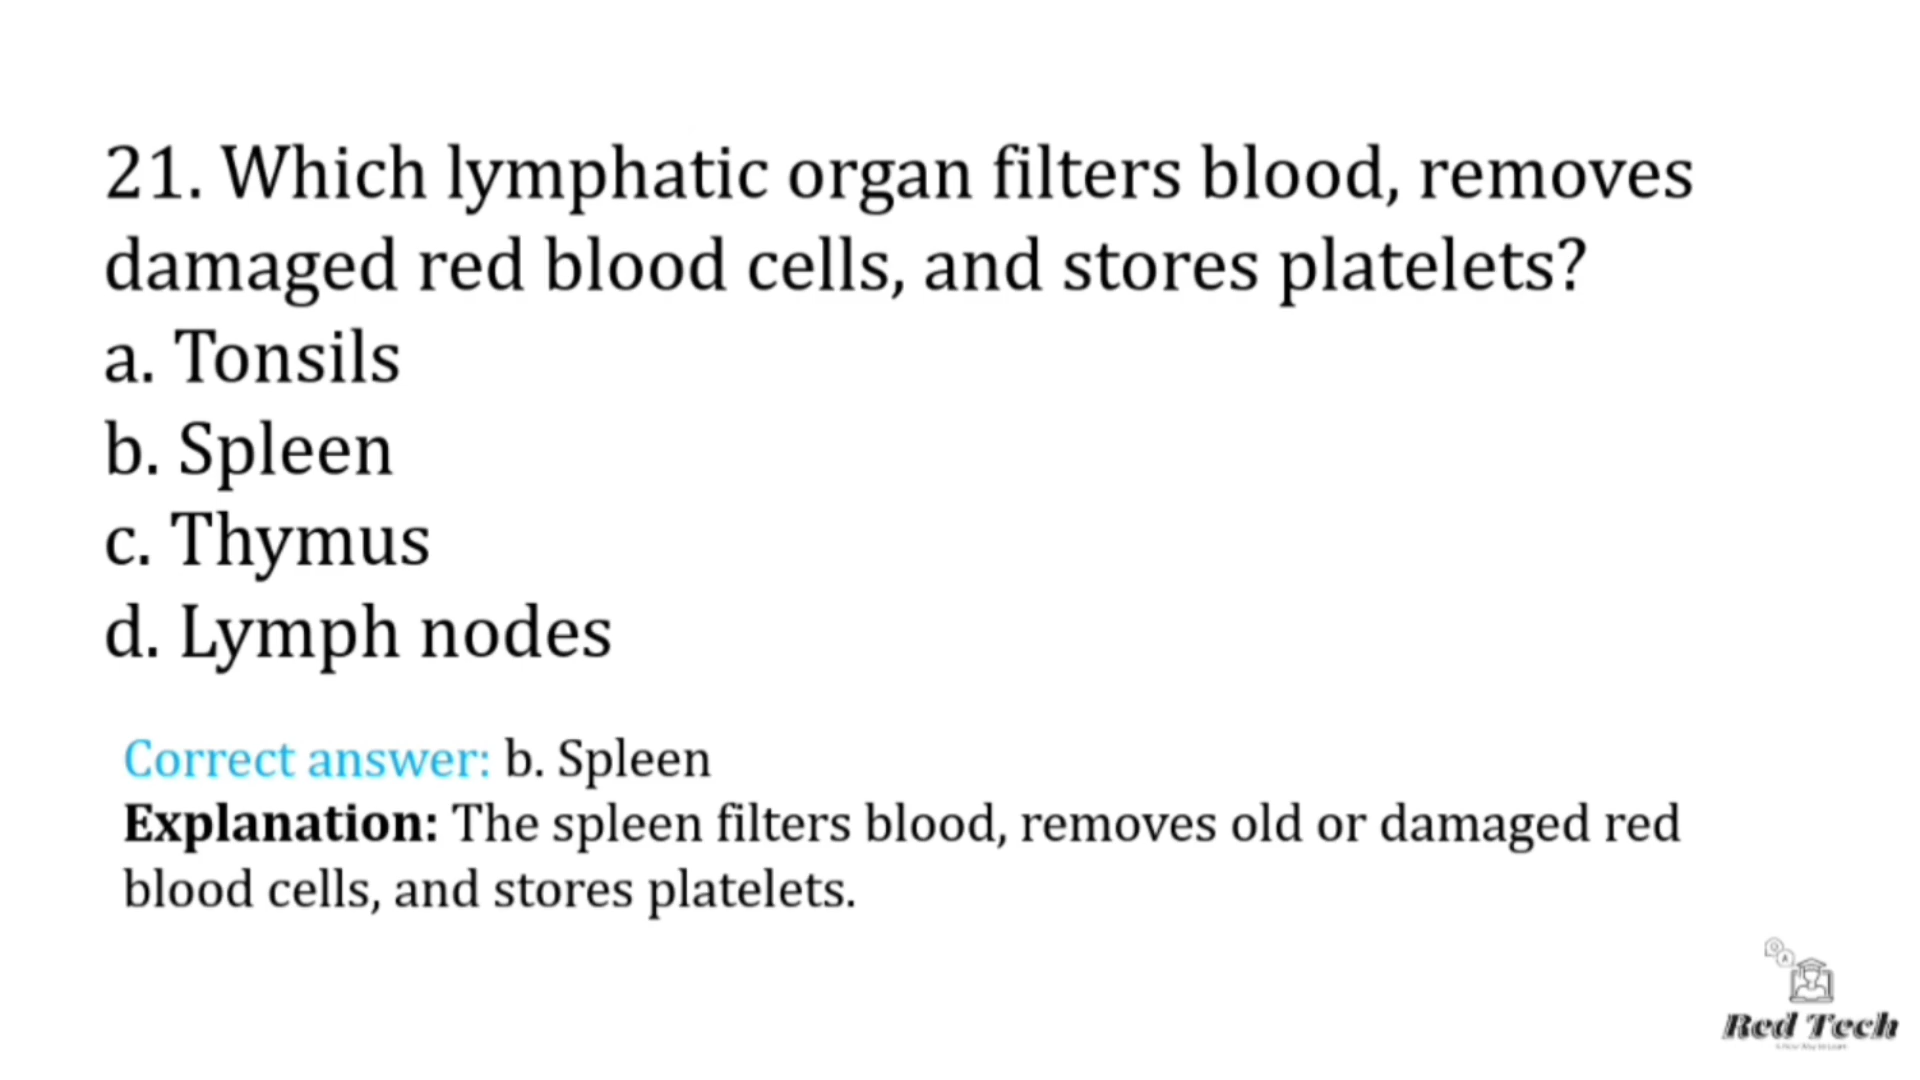 21. Which lymphatic organ filters blood, removes
damaged red blood cells, and stores platelets?
a. Tonsils
b. Spleen
c. Thymus
d. Lymph nodes
Correct answer: b. Spleen
Explanation: The spleen filters blood, removes old or damaged red
blood cells, and stores platelets.
Q
A
Red Tech